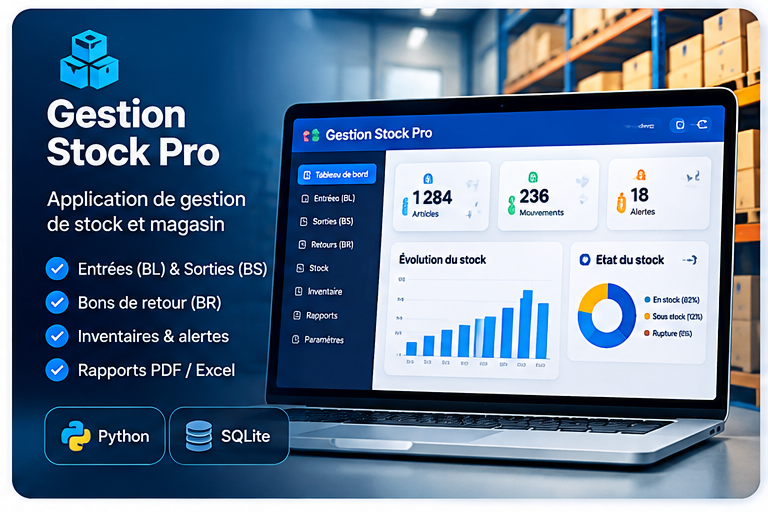 Gestion
Stock Pro
Application de gestion
de stock et magasin
Entrées (BL) & Sorties (BS)
Bons de retour (BR)
Inventaires & alertes
Rapports PDF / Excel
Python
SQLite
Gestion Stock Pro
Tableau de bord
Entrées (BL)
Sorties (BS)
Retours (BR)
Stock
Inventaire
Rapports
Paramètres
1 284
Articles
236
Mouvements
18
Alertes
Évolution du stock
Etat du stock
En stock (82%)
Sous stock (12%)
Rupture